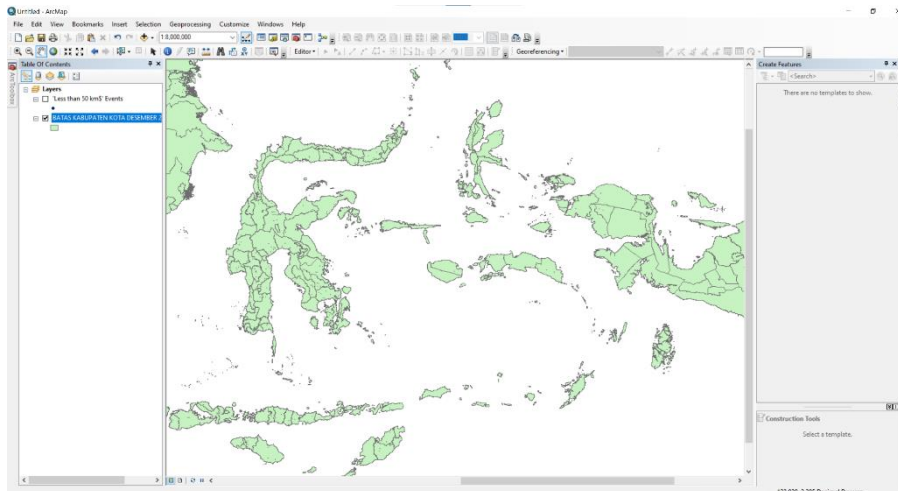 Untitled - ArcMap
File Edit View Bookmarks Insert Selection Geoprocessing Customize Windows Help
1:8,000,000
Editor
Georeferencing
Table Of Contents
Create Features
ArcToolbox
<Search>
Layers
There are no templates to show.
'Less than 50 km$' Events
BATAS KABUPATEN KOTA DESEMBER 2
Construction Tools
Select a template.